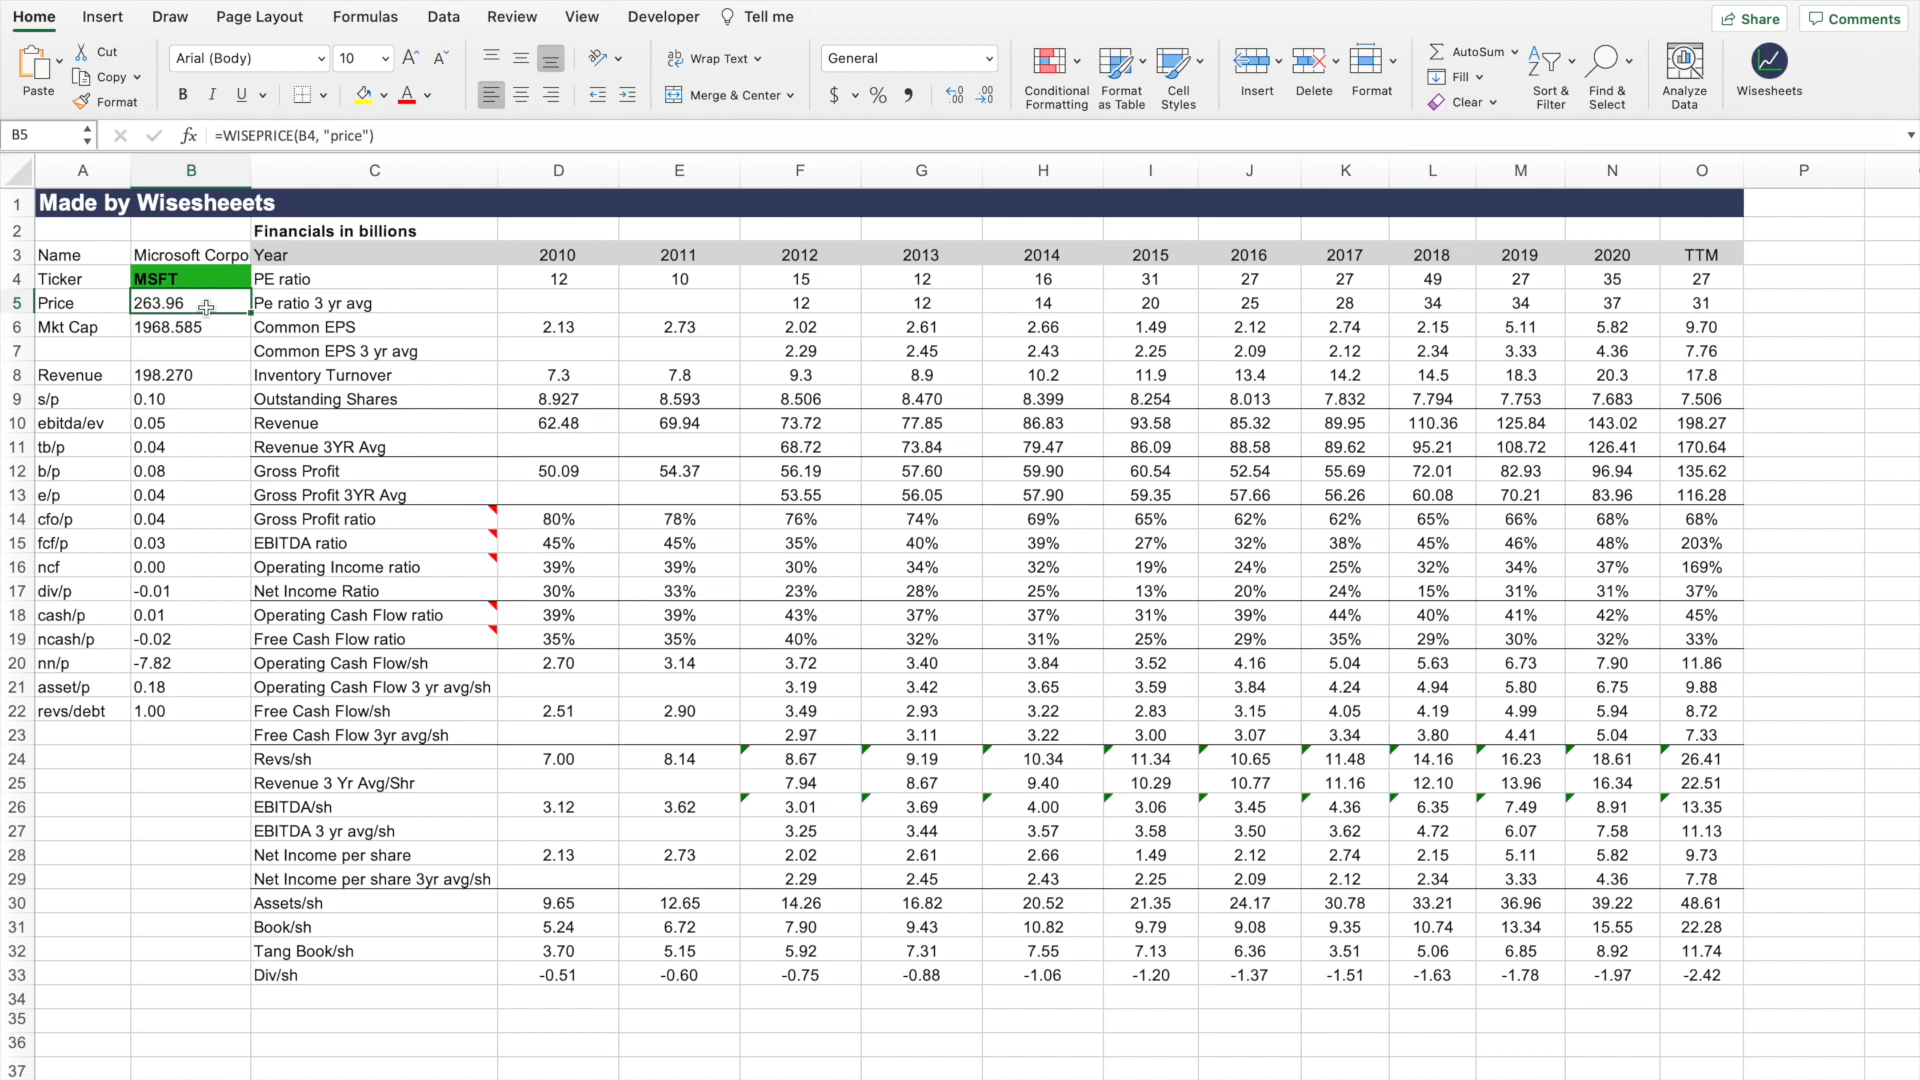 Home Insert Draw Page Layout Formulas Data Review View Developer Tell me Share Comments
Paste Cut Copy Format
Arial (Body) 10 A^ Aˇ
B I U A
ab Wrap Text
Merge & Center
General
$ % , .00 .00
Conditional Formatting Format as Table Cell Styles
Insert Delete Format
AutoSum
Fill
Clear
Sort & Filter Find & Select
Analyze Data
Wisesheets
B5 fx =WISEPRICE(B4, "price")
A B C D E F G H I J K L M N O P
1 Made by Wisesheeets
2 Financials in billions
3 Name Microsoft Corpo Year 2010 2011 2012 2013 2014 2015 2016 2017 2018 2019 2020 TTM
4 Ticker MSFT PE ratio 12 10 15 12 16 31 27 27 49 27 35 27
5 Price 263.96 Pe ratio 3 yr avg 12 12 14 20 25 28 34 34 37 31
6 Mkt Cap 1968.585 Common EPS 2.13 2.73 2.02 2.61 2.66 1.49 2.12 2.74 2.15 5.11 5.82 9.70
7 Common EPS 3 yr avg 2.29 2.45 2.43 2.25 2.09 2.12 2.34 3.33 4.36 7.76
8 Revenue 198.270 Inventory Turnover 7.3 7.8 9.3 8.9 10.2 11.9 13.4 14.2 14.5 18.3 20.3 17.8
9 s/p 0.10 Outstanding Shares 8.927 8.593 8.506 8.470 8.399 8.254 8.013 7.832 7.794 7.753 7.683 7.506
10 ebitda/ev 0.05 Revenue 62.48 69.94 73.72 77.85 86.83 93.58 85.32 89.95 110.36 125.84 143.02 198.27
11 tb/p 0.04 Revenue 3YR Avg 68.72 73.84 79.47 86.09 88.58 89.62 95.21 108.72 126.41 170.64
12 b/p 0.08 Gross Profit 50.09 54.37 56.19 57.60 59.90 60.54 52.54 55.69 72.01 82.93 96.94 135.62
13 e/p 0.04 Gross Profit 3YR Avg 53.55 56.05 57.90 59.35 57.66 56.26 60.08 70.21 83.96 116.28
14 cfo/p 0.04 Gross Profit ratio 80% 78% 76% 74% 69% 65% 62% 62% 65% 66% 68% 68%
15 fcf/p 0.03 EBITDA ratio 45% 45% 35% 40% 39% 27% 32% 38% 45% 46% 48% 203%
16 ncf 0.00 Operating Income ratio 39% 39% 30% 34% 32% 19% 24% 25% 32% 34% 37% 169%
17 div/p -0.01 Net Income Ratio 30% 33% 23% 28% 25% 13% 20% 24% 15% 31% 31% 37%
18 cash/p 0.01 Operating Cash Flow ratio 39% 39% 43% 37% 37% 31% 39% 44% 40% 41% 42% 45%
19 ncash/p -0.02 Free Cash Flow ratio 35% 35% 40% 32% 31% 25% 29% 35% 29% 30% 32% 33%
20 nn/p -7.82 Operating Cash Flow/sh 2.70 3.14 3.72 3.40 3.84 3.52 4.16 5.04 5.63 6.73 7.90 11.86
21 asset/p 0.18 Operating Cash Flow 3 yr avg/sh 3.19 3.42 3.65 3.59 3.84 4.24 4.94 5.80 6.75 9.88
22 revs/debt 1.00 Free Cash Flow/sh 2.51 2.90 3.49 2.93 3.22 2.83 3.15 4.05 4.19 4.99 5.94 8.72
23 Free Cash Flow 3yr avg/sh 2.97 3.11 3.22 3.00 3.07 3.34 3.80 4.41 5.04 7.33
24 Revs/sh 7.00 8.14 8.67 9.19 10.34 11.34 10.65 11.48 14.16 16.23 18.61 26.41
25 Revenue 3 Yr Avg/Shr 7.94 8.67 9.40 10.29 10.77 11.16 12.10 13.96 16.34 22.51
26 EBITDA/sh 3.12 3.62 3.01 3.69 4.00 3.06 3.45 4.36 6.35 7.49 8.91 13.35
27 EBITDA 3 yr avg/sh 3.25 3.44 3.57 3.58 3.50 3.62 4.72 6.07 7.58 11.13
28 Net Income per share 2.13 2.73 2.02 2.61 2.66 1.49 2.12 2.74 2.15 5.11 5.82 9.73
29 Net Income per share 3yr avg/sh 2.29 2.45 2.43 2.25 2.09 2.12 2.34 3.33 4.36 7.78
30 Assets/sh 9.65 12.65 14.26 16.82 20.52 21.35 24.17 30.78 33.21 36.96 39.22 48.61
31 Book/sh 5.24 6.72 7.90 9.43 10.82 9.79 9.08 9.35 10.74 13.34 15.55 22.28
32 Tang Book/sh 3.70 5.15 5.92 7.31 7.55 7.13 6.36 3.51 5.06 6.85 8.92 11.74
33 Div/sh -0.51 -0.60 -0.75 -0.88 -1.06 -1.20 -1.37 -1.51 -1.63 -1.78 -1.97 -2.42
34
35
36
37